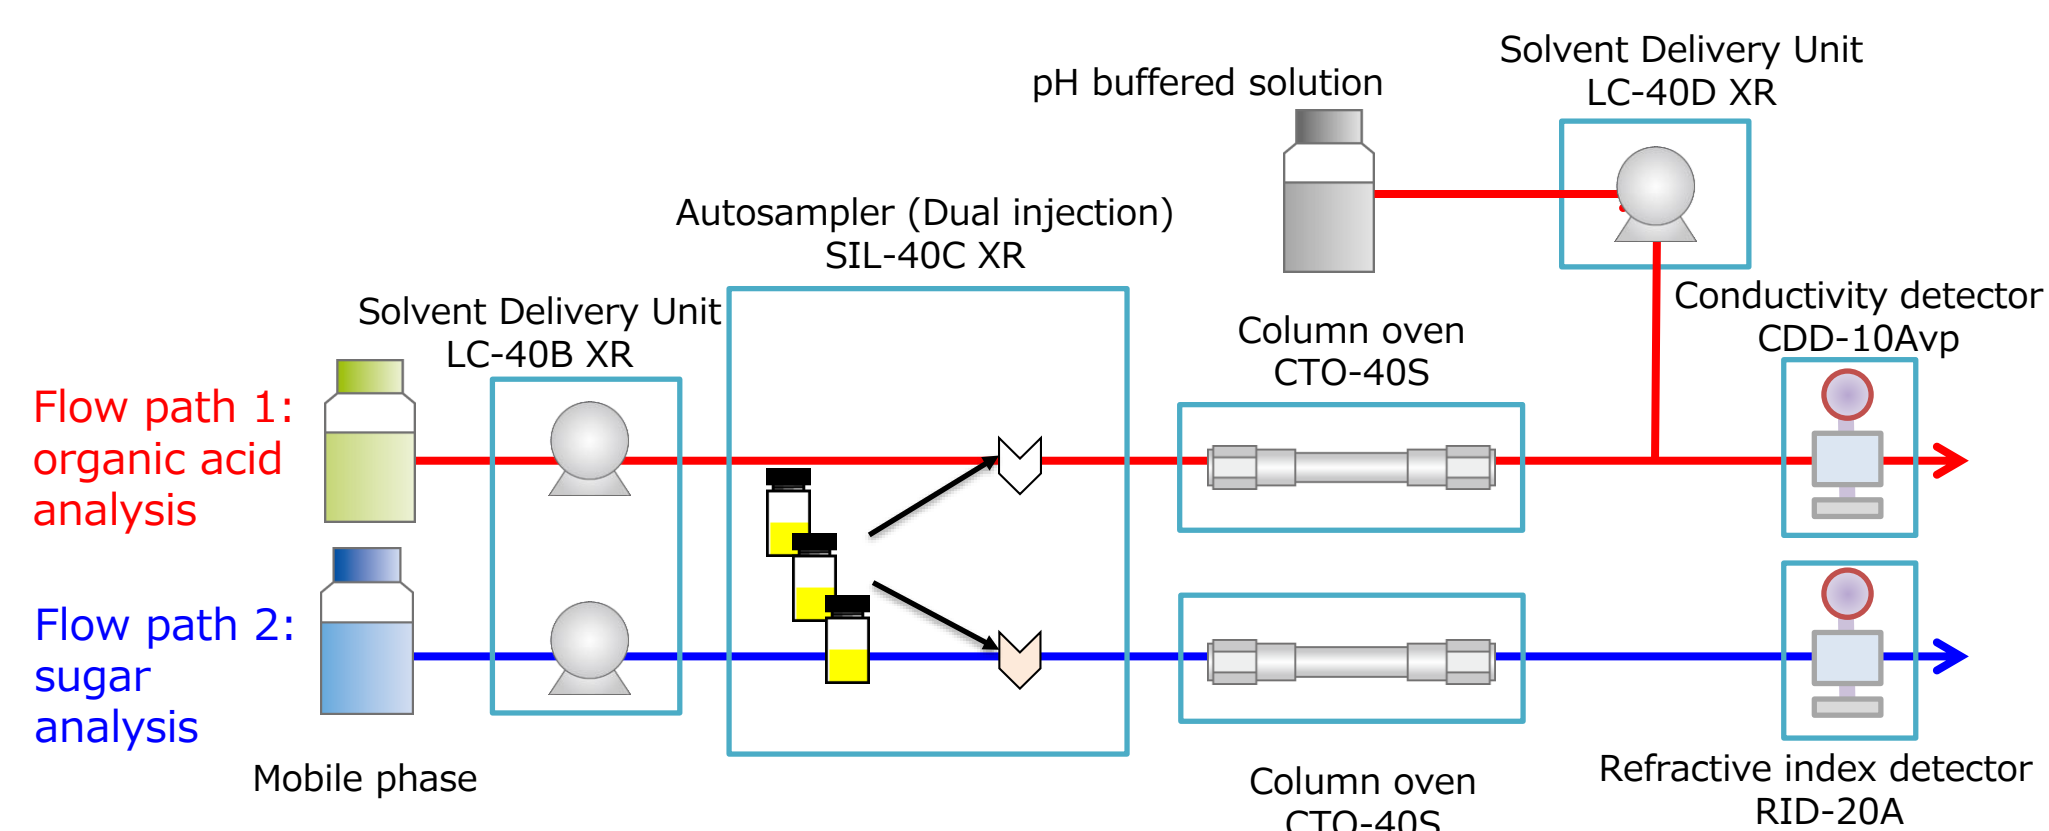 Solvent Delivery Unit
LC-40D XR
pH buffered solution
Autosampler (Dual injection)
SIL-40C XR
Solvent Delivery Unit
LC-40B XR
Column oven
CTO-40S
Conductivity detector
CDD-10Avp
Flow path 1:
organic acid
analysis
Flow path 2:
sugar
analysis
Mobile phase
Column oven
CTO-40S
Refractive index detector
RID-20A